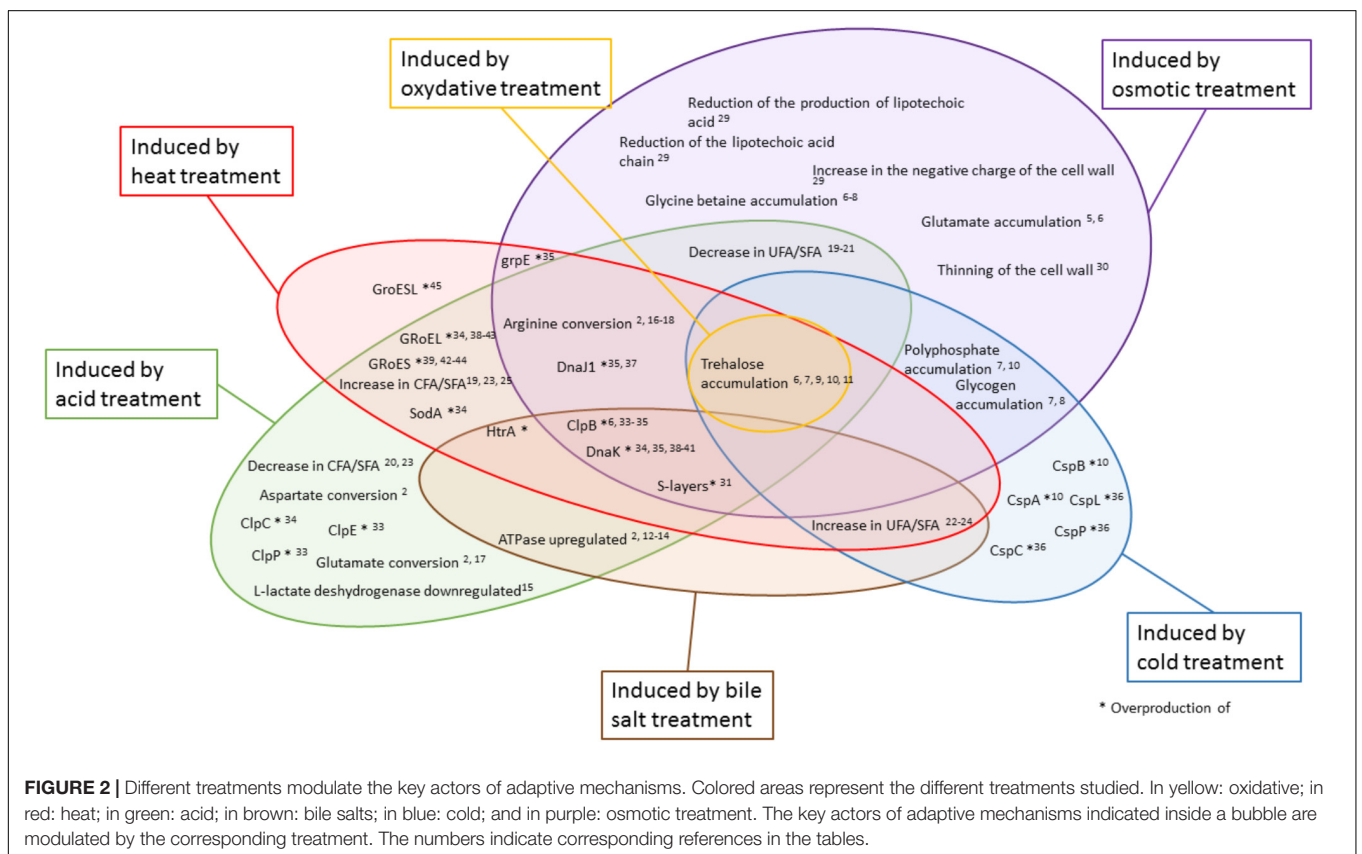 Induced by
oxydative treatment
Induced by
osmotic treatment
Induced by
heat treatment
Reduction of the production of lipotechoic
acid 29
Reduction of the lipotechoic acid
chain 29
Increase in the negative charge of the cell wall
29
Glycine betaine accumulation 6-8
Glutamate accumulation 5, 6
Decrease in UFA/SFA 19-21
Thinning of the cell wall 30
grpE *35
GroESL *45
Arginine conversion 2, 16-18
GRoEL *34, 38-43
GRoES *39, 42-44
Increase in CFA/SFA19, 23, 25
SodA *34
HtrA *
DnaJ1 *35, 37
Trehalose
accumulation 6, 7, 9, 10, 11
Polyphosphate
accumulation 7, 10
Glycogen
accumulation 7, 8
Induced by
acid treatment
ClpB *6, 33-35
DnaK * 34, 35, 38-41
S-layers* 31
Decrease in CFA/SFA 20, 23
Aspartate conversion 2
ClpC * 34
ClpE * 33
ClpP * 33
Glutamate conversion 2, 17
L-lactate deshydrogenase downregulated15
ATPase upregulated 2, 12-14
Increase in UFA/SFA 22-24
CspB *10
CspA *10
CspL *36
CspP *36
CspC *36
Induced by bile
salt treatment
Induced by
cold treatment
* Overproduction of
FIGURE 2 | Different treatments modulate the key actors of adaptive mechanisms. Colored areas represent the different treatments studied. In yellow: oxidative; in
red: heat; in green: acid; in brown: bile salts; in blue: cold; and in purple: osmotic treatment. The key actors of adaptive mechanisms indicated inside a bubble are
modulated by the corresponding treatment. The numbers indicate corresponding references in the tables.